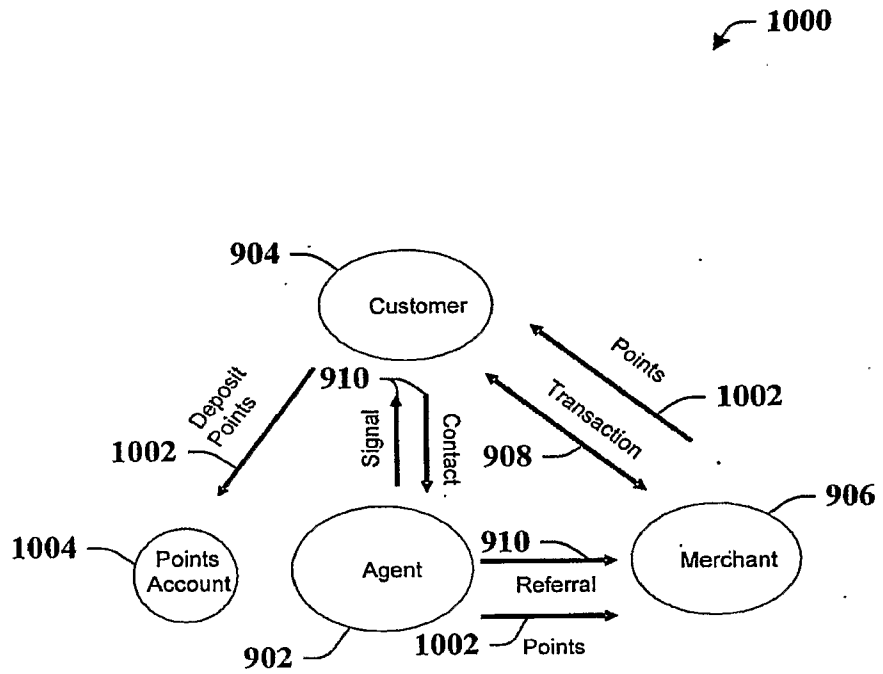 1000
904
Customer
Points
910
1002
Deposit
Points
Transaction
1002
Signal
Contact
908
906
1004
Points
Account
Agent
910
Merchant
Referral
902
1002
Points